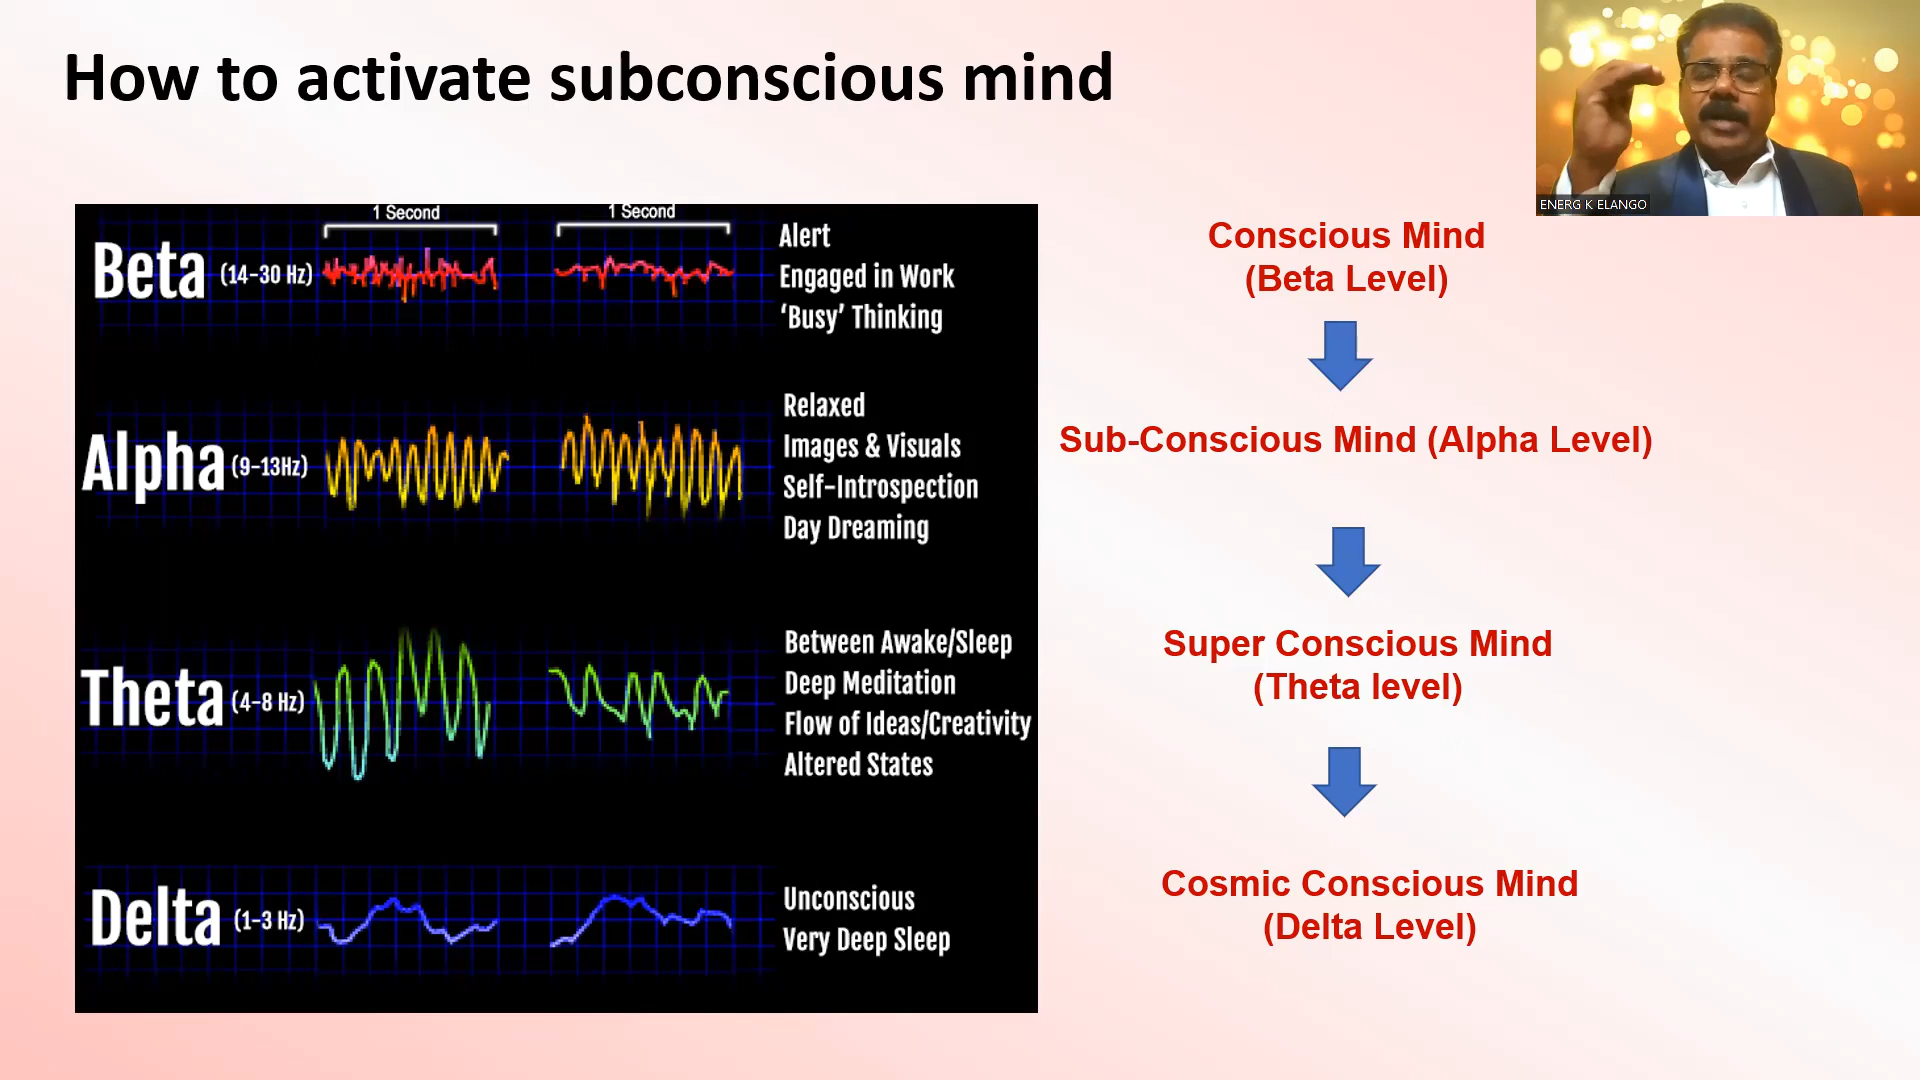 How to activate subconscious mind
ENERG K ELANGO
1 Second
1 Second
Beta (14-30 Hz)
Alert
Engaged in Work
‘Busy’ Thinking
Alpha (9-13Hz)
Relaxed
Images & Visuals
Self-Introspection
Day Dreaming
Theta (4-8 Hz)
Between Awake/Sleep
Deep Meditation
Flow of Ideas/Creativity
Altered States
Delta (1-3 Hz)
Unconscious
Very Deep Sleep
Conscious Mind
(Beta Level)
Sub-Conscious Mind (Alpha Level)
Super Conscious Mind
(Theta level)
Cosmic Conscious Mind
(Delta Level)